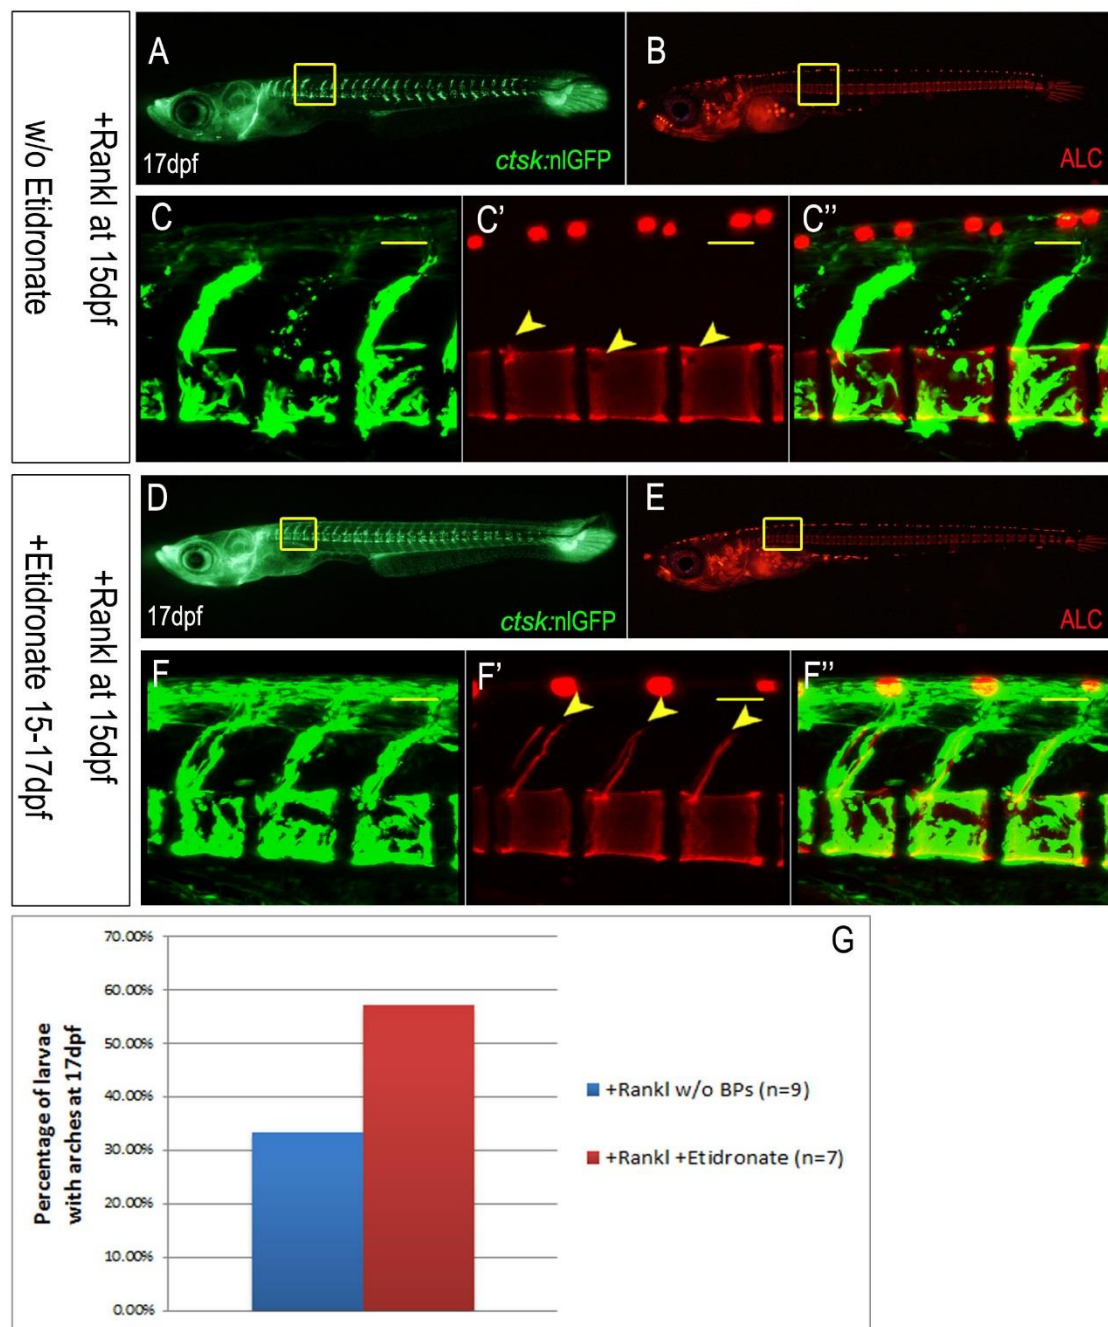 +Rankl at 15dpf
w/o Etidronate
A
17dpf
ctsk:nlGFP
B
ALC
C
C'
C''
+Rankl at 15dpf
+Etidronate 15-17dpf
D
17dpf
ctsk:nlGFP
E
ALC
F
F'
F''
G
Percentage of larvae
with arches at 17dpf
70.00%
60.00%
50.00%
40.00%
30.00%
20.00%
10.00%
0.00%
+Rankl w/o BPs (n=9)
+Rankl +Etidronate (n=7)